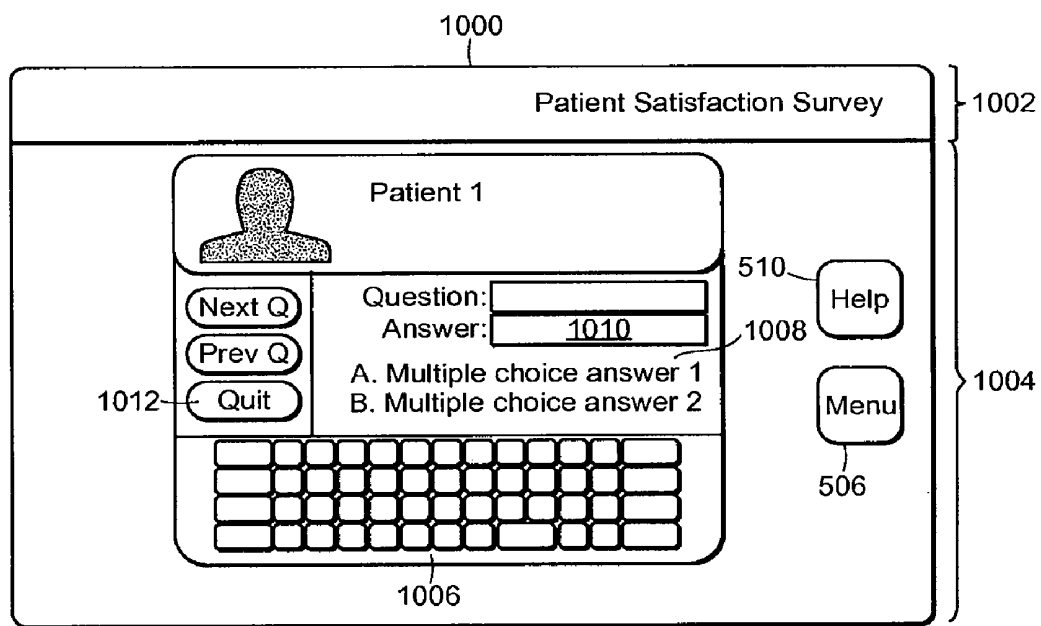 1000
Patient Satisfaction Survey
1002
Patient 1
510
Help
Next Q
Question:
Answer: 1010
1008
Prev Q
A. Multiple choice answer 1
1004
1012
Quit
B. Multiple choice answer 2
Menu
506
1006